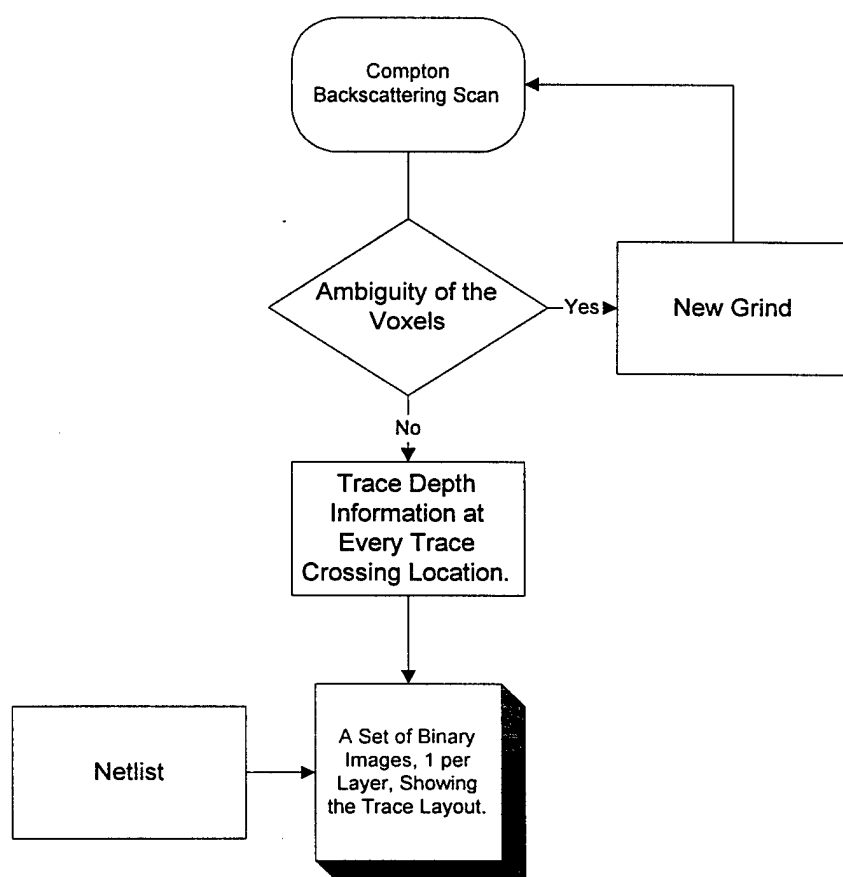 Compton
Backscattering Scan
Ambiguity of the
Voxels
Yes
New Grind
No
Trace Depth
Information at
Every Trace
Crossing Location.
Netlist
A Set of Binary
Images, 1 per
Layer, Showing
the Trace Layout.